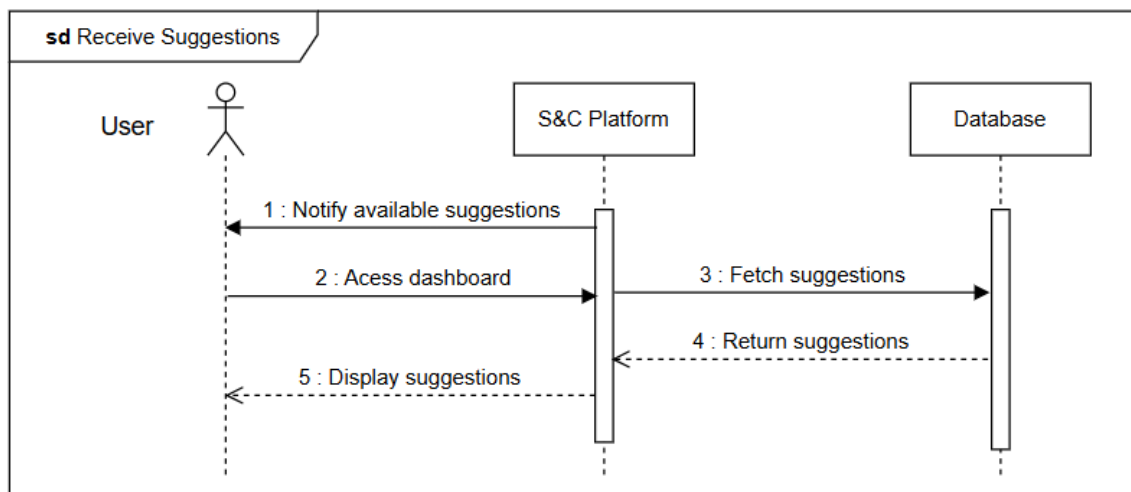 sd Receive Suggestions
User
S&C Platform
Database
1 : Notify available suggestions
2 : Acess dashboard
3 : Fetch suggestions
4 : Return suggestions
5 : Display suggestions